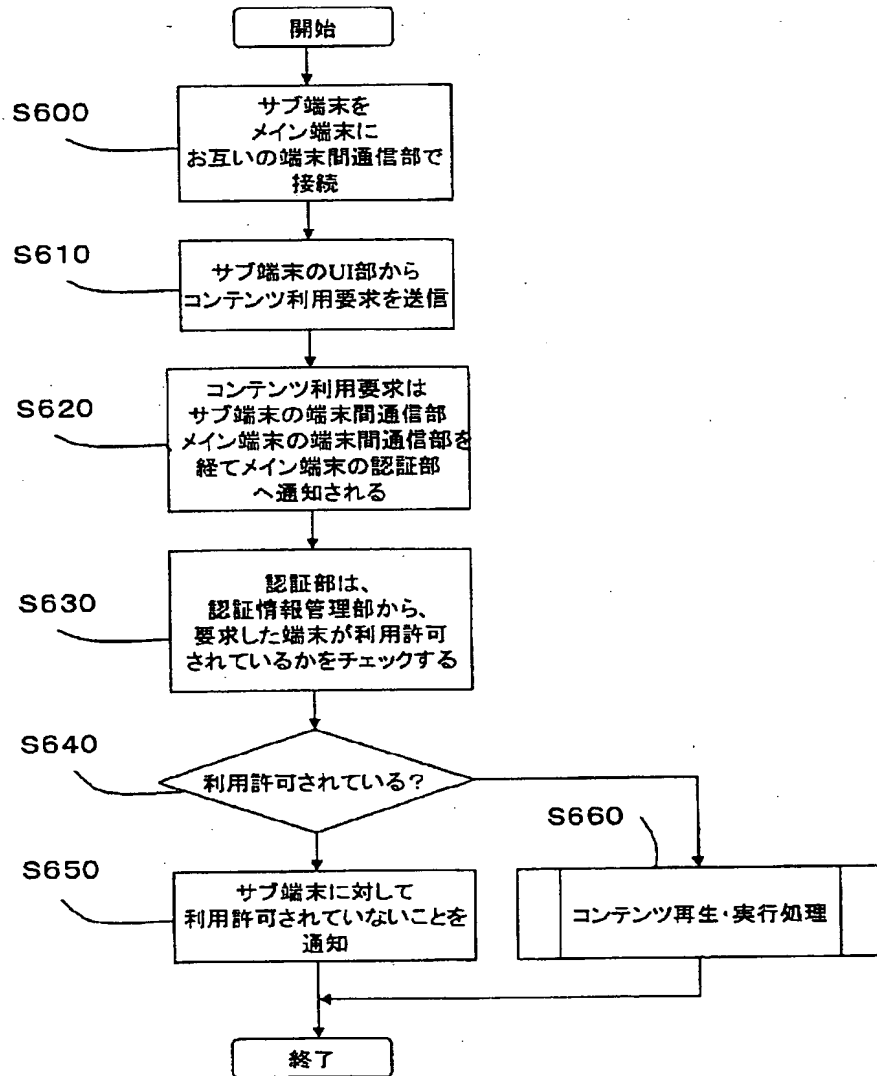 開始
S600
サブ端末を
メイン端末に
お互いの端末間通信部で
接続
S610
サブ端末のUI部から
コンテンツ利用要求を送信
S620
コンテンツ利用要求は
サブ端末の端末間通信部
メイン端末の端末間通信部を
経てメイン端末の認証部
へ通知される
S630
認証部は、
認証情報管理部から、
要求した端末が利用許可
されているかをチェックする
S640
利用許可されている?
S660
コンテンツ再生・実行処理
S650
サブ端末に対して
利用許可されていないことを
通知
終了